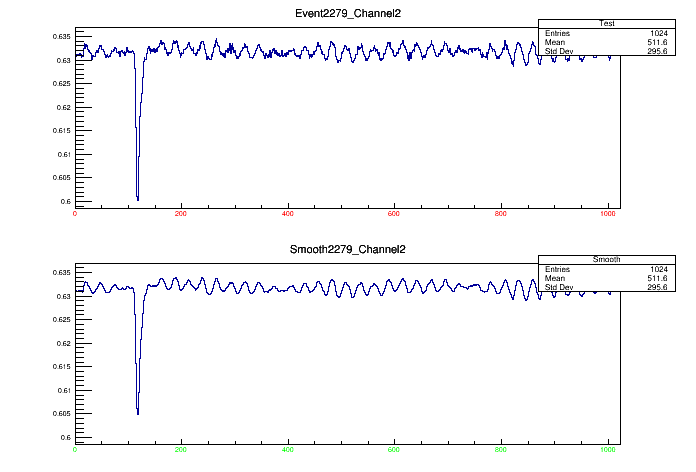 Event2279_Channel2
Test
Entries 1024
Mean 511.6
Std Dev 295.6
0.635
0.63
0.625
0.62
0.615
0.61
0.605
0.6
0 200 400 600 800 1000
Smooth2279_Channel2
Smooth
Entries 1024
Mean 511.6
Std Dev 295.6
0.635
0.63
0.625
0.62
0.615
0.61
0.605
0.6
0 200 400 600 800 1000